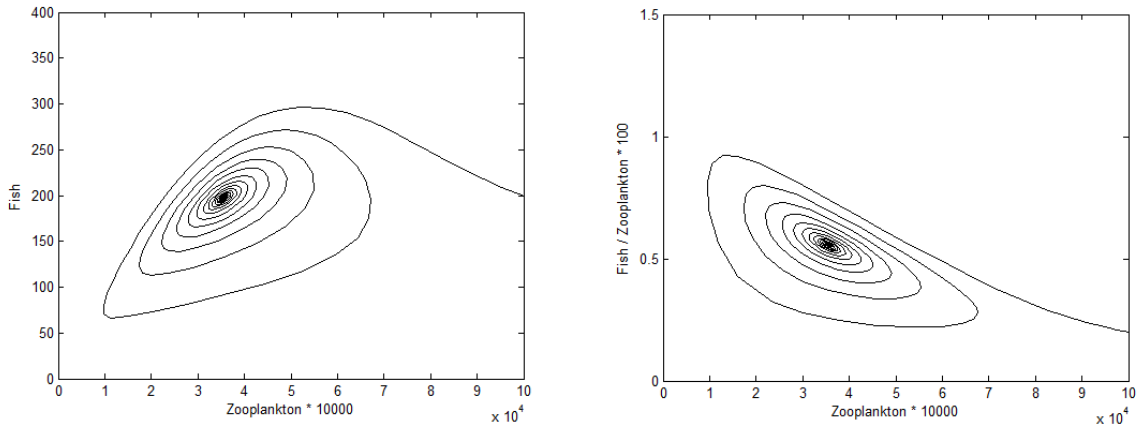 400
350
300
250
200
150
100
50
0
Fish
0 1 2 3 4 5 6 7 8 9 10
Zooplankton * 10000
x 10^4
1.5
1
0.5
0
Fish / Zooplankton * 100
0 1 2 3 4 5 6 7 8 9 10
Zooplankton * 10000
x 10^4